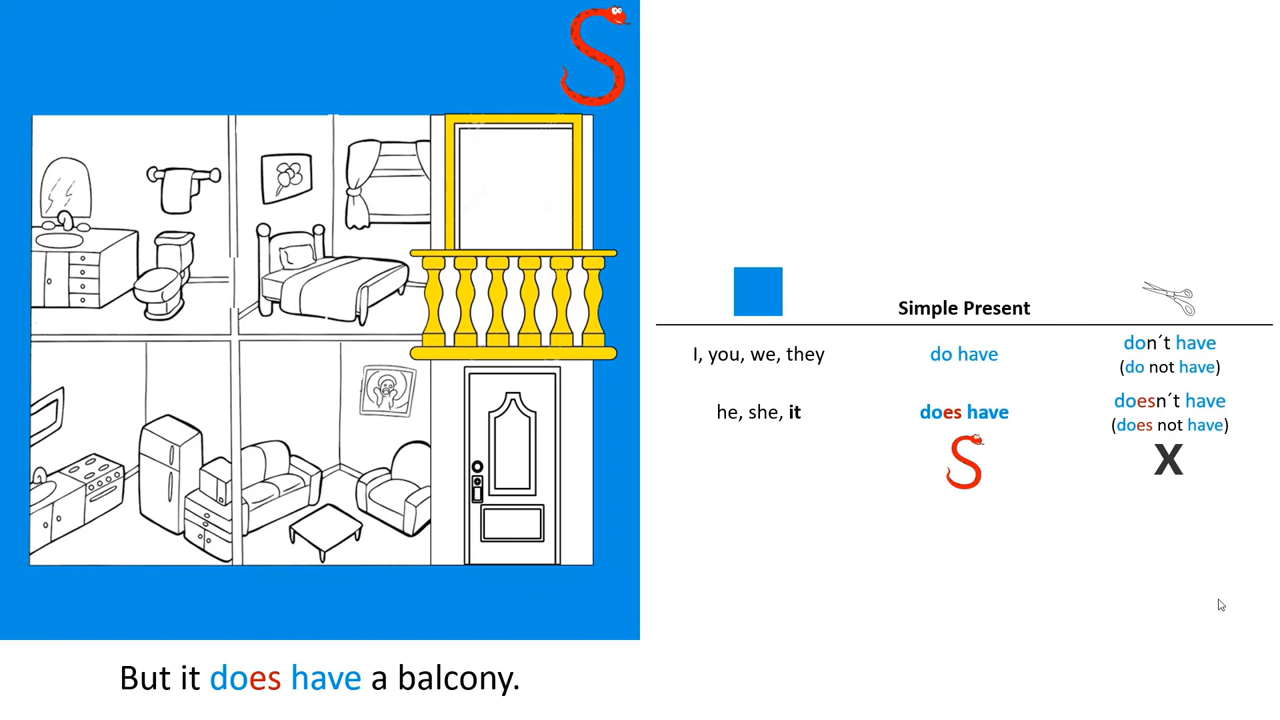 But it does have a balcony.
Simple Present
I, you, we, they do have don´t have
(do not have)
he, she, it does have doesn´t have
(does not have)
X